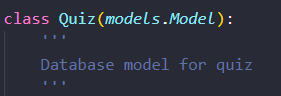 class Quiz(models.Model):
'''
Database model for quiz
'''